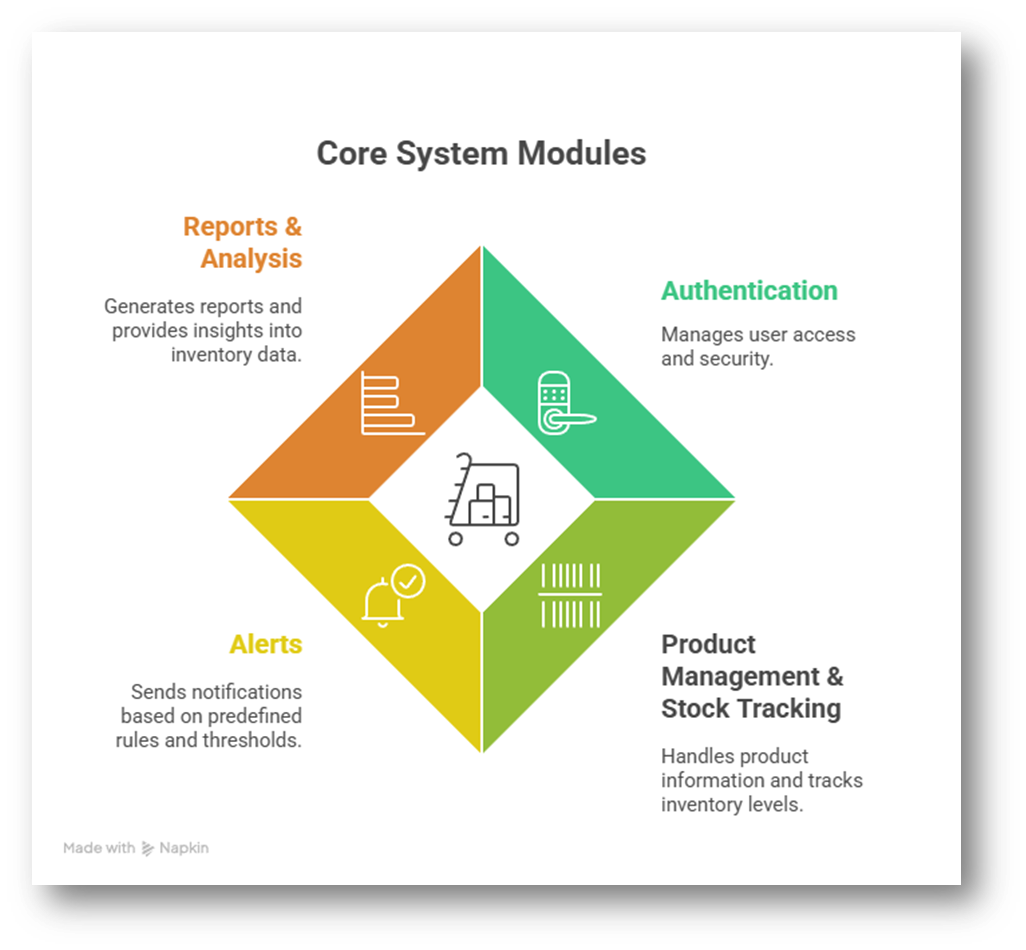 Core System Modules
Reports &
Analysis
Generates reports and
provides insights into
inventory data.
Authentication
Manages user access
and security.
Alerts
Sends notifications
based on predefined
rules and thresholds.
Product
Management &
Stock Tracking
Handles product
information and tracks
inventory levels.
Made with Napkin